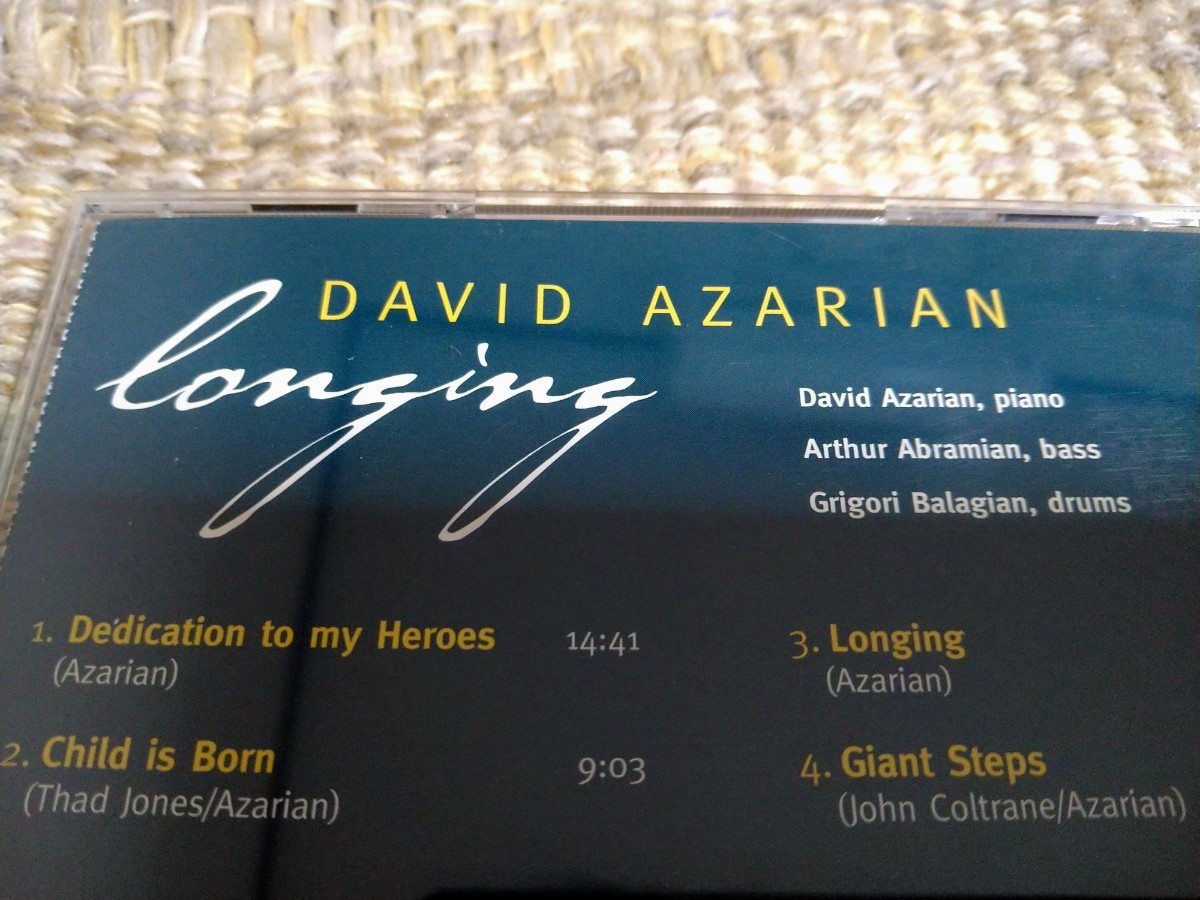 DAVID AZARIAN
longing
David Azarian, piano
Arthur Abramian, bass
Grigori Balagian, drums
1. Dedication to my Heroes 14:41
(Azarian)
2. Child is Born 9:03
(Thad Jones/Azarian)
3. Longing
(Azarian)
4. Giant Steps
(John Coltrane/Azarian)